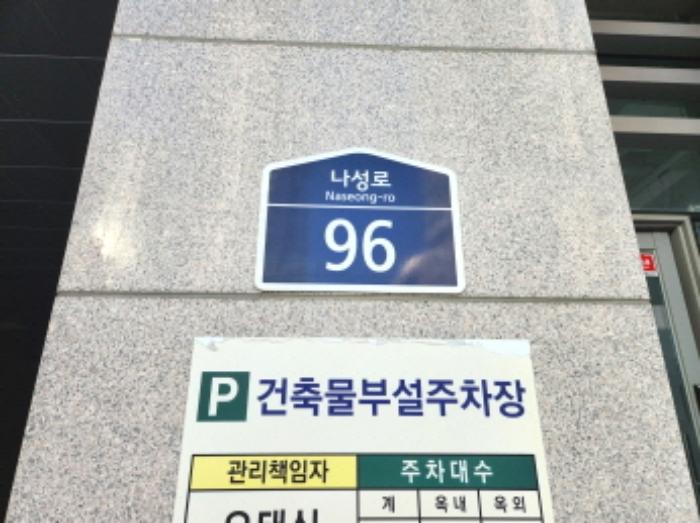 나성로
Naseong-ro
96
P 건축물부설주차장
관리책임자 주차대수
계 옥내 옥외